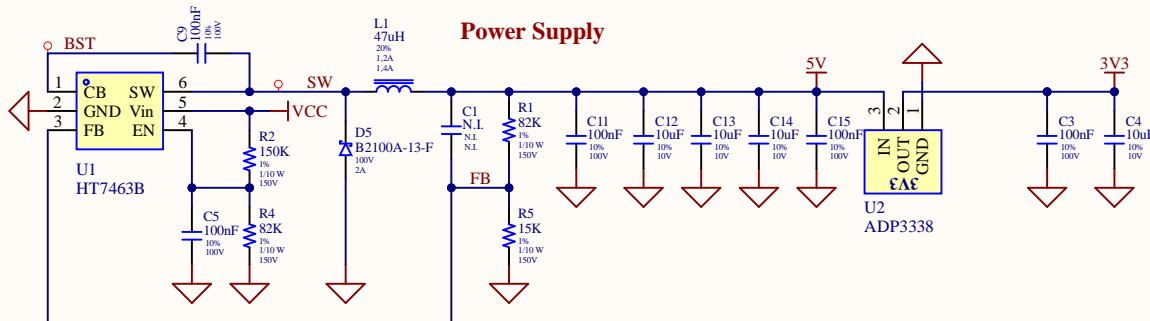 Power Supply
C9
100nF
10%
100V
BST
1
2
3
CB
GND
FB
SW
Vin
EN
6
5
4
U1
HT7463B
SW
VCC
R2
150K
1%
1/10 W
150V
C5
100nF
10%
100V
R4
82K
1%
1/10 W
150V
D5
B2100A-13-F
100V
2A
L1
47uH
20%
1,2A
1,4A
C1
N.I.
N.I.
N.I.
R1
82K
1%
1/10 W
150V
FB
R5
15K
1%
1/10 W
150V
C11
100nF
10%
100V
C12
10uF
10%
10V
C13
10uF
10%
10V
C14
10uF
10%
10V
5V
C15
100nF
10%
100V
3
2
1
IN
OUT
GND
3V3
U2
ADP3338
C3
100nF
10%
100V
3V3
C4
10uF
10%
10V